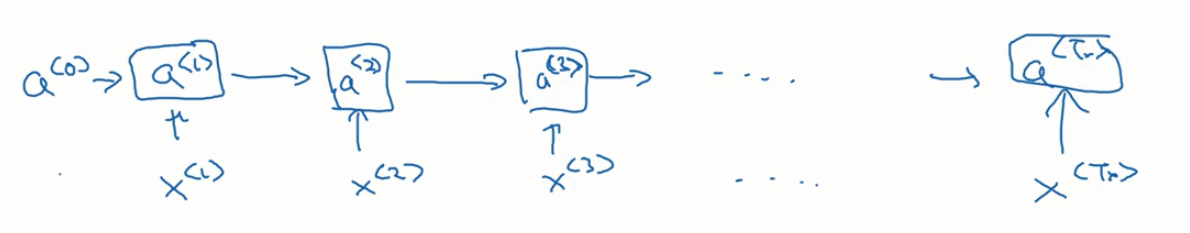 a<0> → a<1> → a<2> → a<3> → .... → a<Tx>
x<1> x<2> x<3> .... x<Tx>